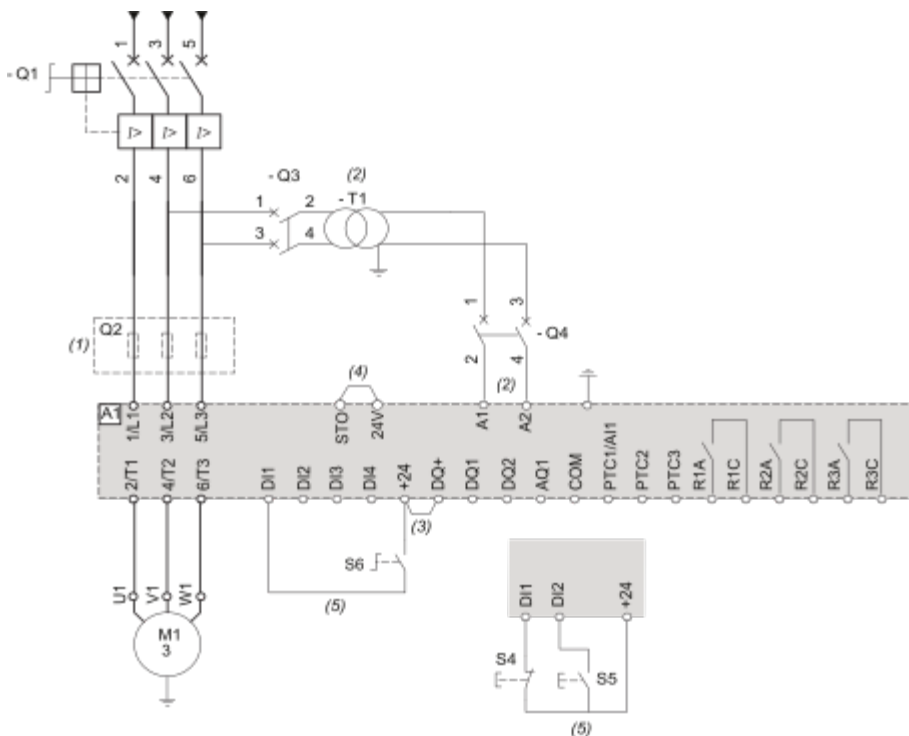 1 3 5
- Q1
I> I> I>
2 4 6
- Q3 (2)
1 2 - T1
3 4
1 3
- Q4
2 4
Q2
(1)
(4) (2)
A1 1/L1 3/L2 5/L3 STO 24V A1 A2
2/T1 4/T2 6/T3 DI1 DI2 DI3 DI4 +24 DQ+ DQ1 DQ2 AQ1 COM PTC1/AI1 PTC2 PTC3 R1A R1C R2A R2C R3A R3C
(3)
S6
(5)
U1 V1 W1
M1
3
DI1 DI2 +24
S4 S5
(5)